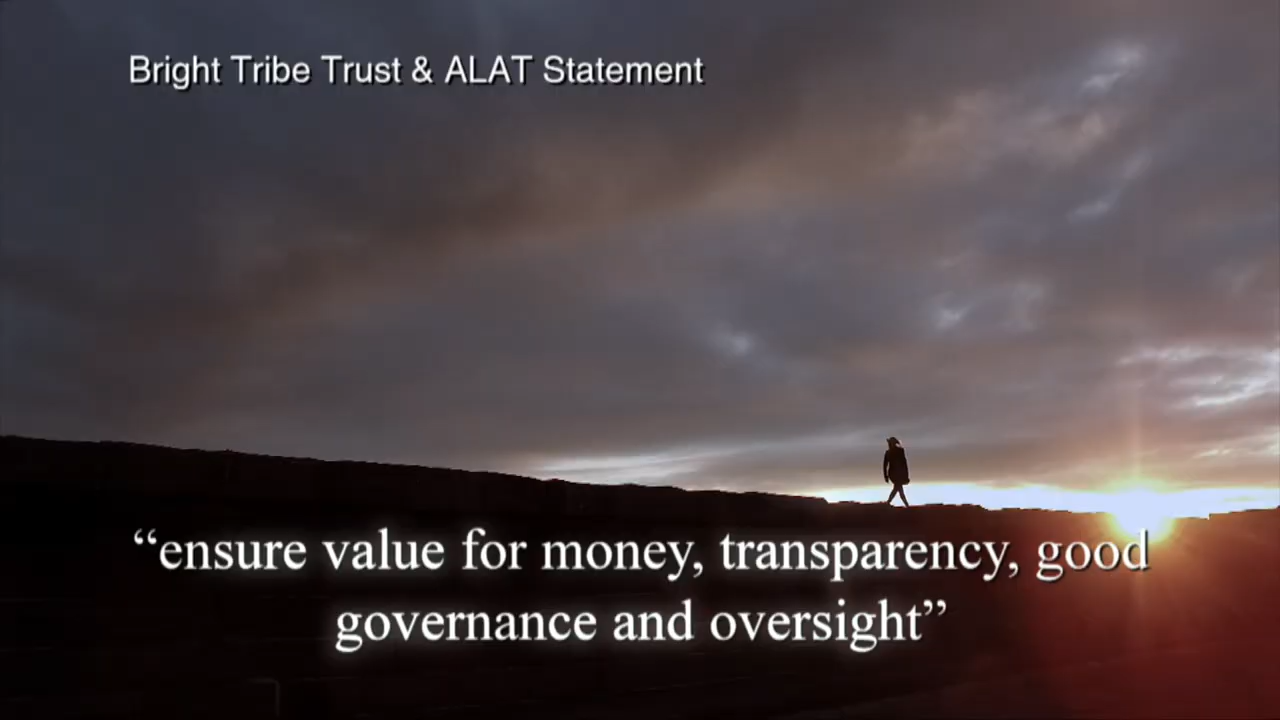 Bright Tribe Trust & ALAT Statement
“ensure value for money, transparency, good
governance and oversight”